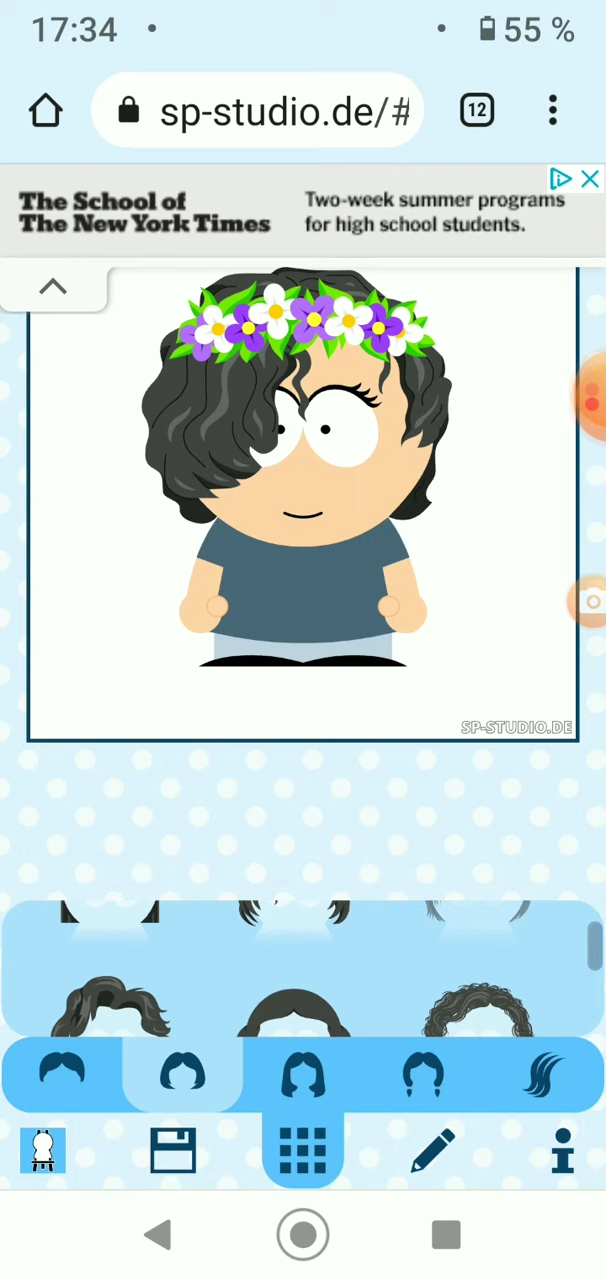 17:34
55 %
sp-studio.de/#
12
The School of
The New York Times
Two-week summer programs
for high school students.
SP-STUDIO.DE